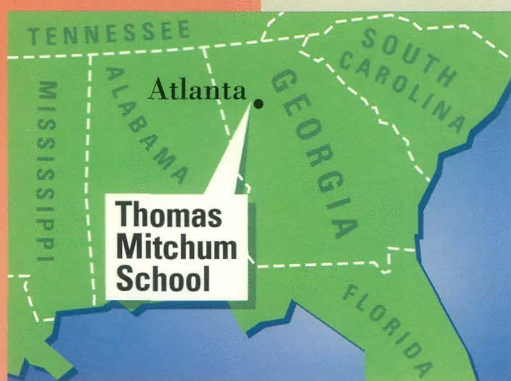 TENNESSEE
SOUTH
CAROLINA
MISSISSIPPI
ALABAMA
Atlanta
GEORGIA
Thomas
Mitchum
School
FLORIDA